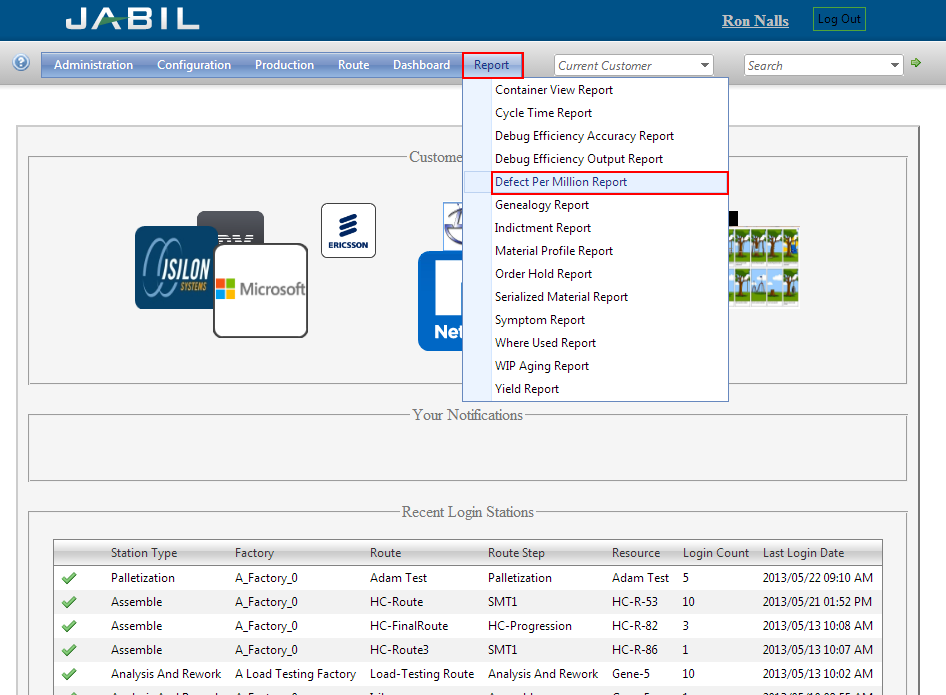 JABIL
Ron Nalls
Log Out
Administration Configuration Production Route Dashboard Report
Current Customer
Search
Container View Report
Cycle Time Report
Debug Efficiency Accuracy Report
Debug Efficiency Output Report
Defect Per Million Report
Genealogy Report
Indictment Report
Material Profile Report
Order Hold Report
Serialized Material Report
Symptom Report
Where Used Report
WIP Aging Report
Yield Report
Custome
ISILON
SYSTEMS
Microsoft
ERICSSON
Net
Your Notifications
Recent Login Stations
Station Type Factory Route Route Step Resource Login Count Last Login Date
Palletization A_Factory_0 Adam Test Palletization Adam Test 5 2013/05/22 09:10 AM
Assemble A_Factory_0 HC-Route SMT1 HC-R-53 10 2013/05/21 01:52 PM
Assemble A_Factory_0 HC-FinalRoute HC-Progression HC-R-82 3 2013/05/13 10:08 AM
Assemble A_Factory_0 HC-Route3 SMT1 HC-R-86 1 2013/05/13 10:07 AM
Analysis And Rework A Load Testing Factory Load-Testing Route Analysis And Rework Gene-5 10 2013/05/13 10:02 AM